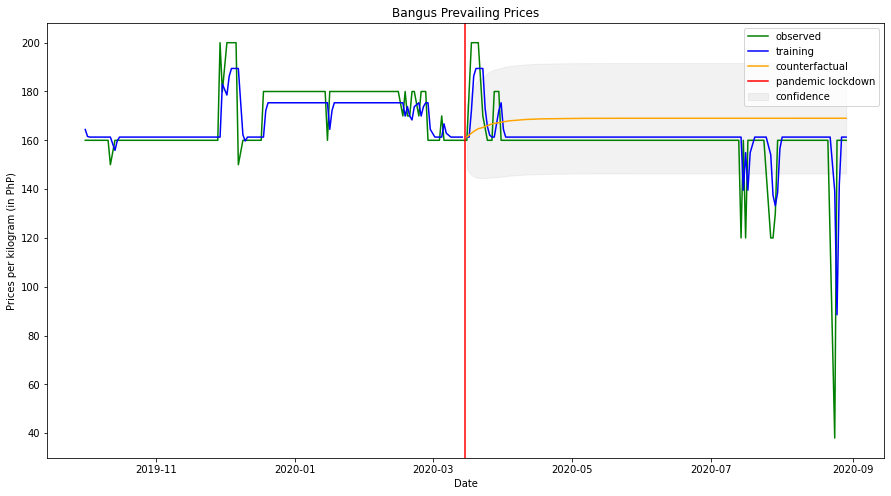 Bangus Prevailing Prices
observed
training
counterfactual
pandemic lockdown
confidence
Prices per kilogram (in PhP)
200
180
160
140
120
100
80
60
40
2019-11
2020-01
2020-03
2020-05
2020-07
2020-09
Date